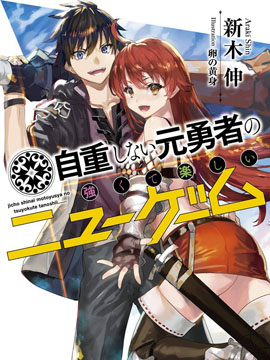 Araki Shin
新木 伸
Illustration 卵の黄身
自重しない元勇者の
強くて楽しい
ニューゲーム
jicho shinai motoyusya no
tsuyokute tanoshii......